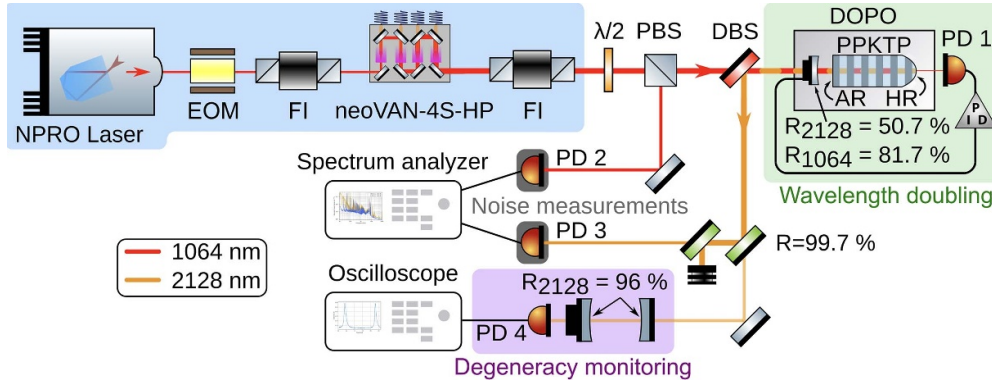 NPRO Laser
EOM
FI
neoVAN-4S-HP
FI
λ/2
PBS
DBS
DOPO
PPKTP
PD 1
AR
HR
P
I D
R2128 = 50.7 %
R1064 = 81.7 %
Wavelength doubling
Spectrum analyzer
PD 2
Noise measurements
PD 3
R=99.7 %
1064 nm
2128 nm
Oscilloscope
R2128 = 96 %
PD 4
Degeneracy monitoring